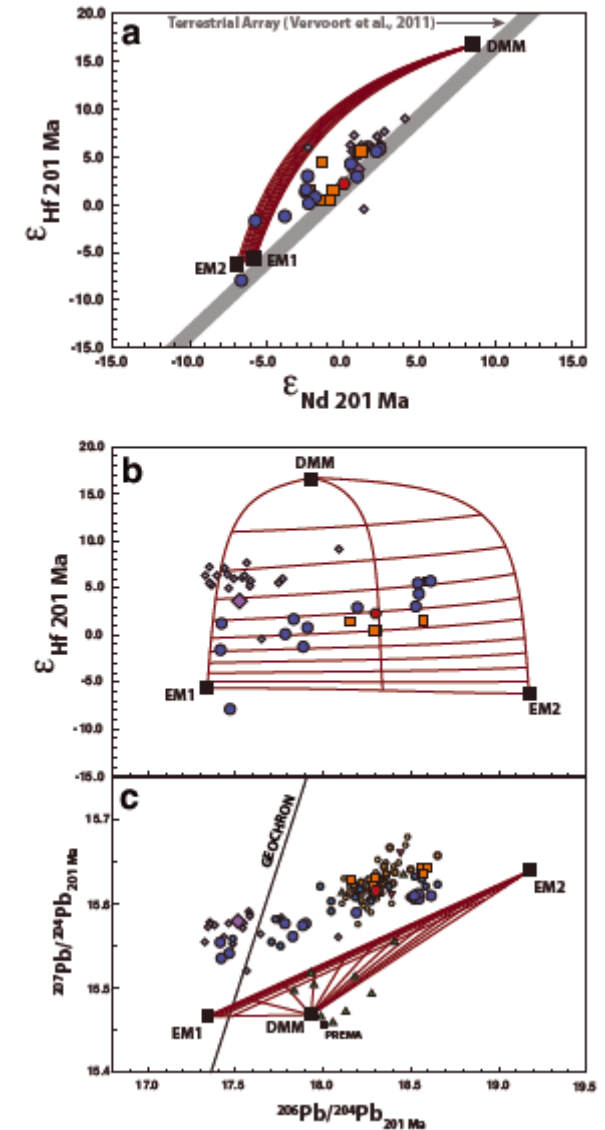 a
Terrestrial Array (Vervoort et al., 2011)
20.0
15.0
10.0
5.0
0.0
-5.0
-10.0
-15.0
DMM
EM2
EM1
εHf 201 Ma
-15.0 -10.0 -5.0 0.0 5.0 10.0 15.0
εNd 201 Ma
b
20.0
15.0
10.0
5.0
0.0
-5.0
-10.0
-15.0
DMM
EM1
EM2
εHf 201 Ma
c
15.7
15.6
15.5
15.4
GEOCHRON
EM2
EM1
DMM
PREMA
²⁰⁷Pb/²⁰⁴Pb201 Ma
17.0 17.5 18.0 18.5 19.0 19.5
²⁰⁶Pb/²⁰⁴Pb201 Ma